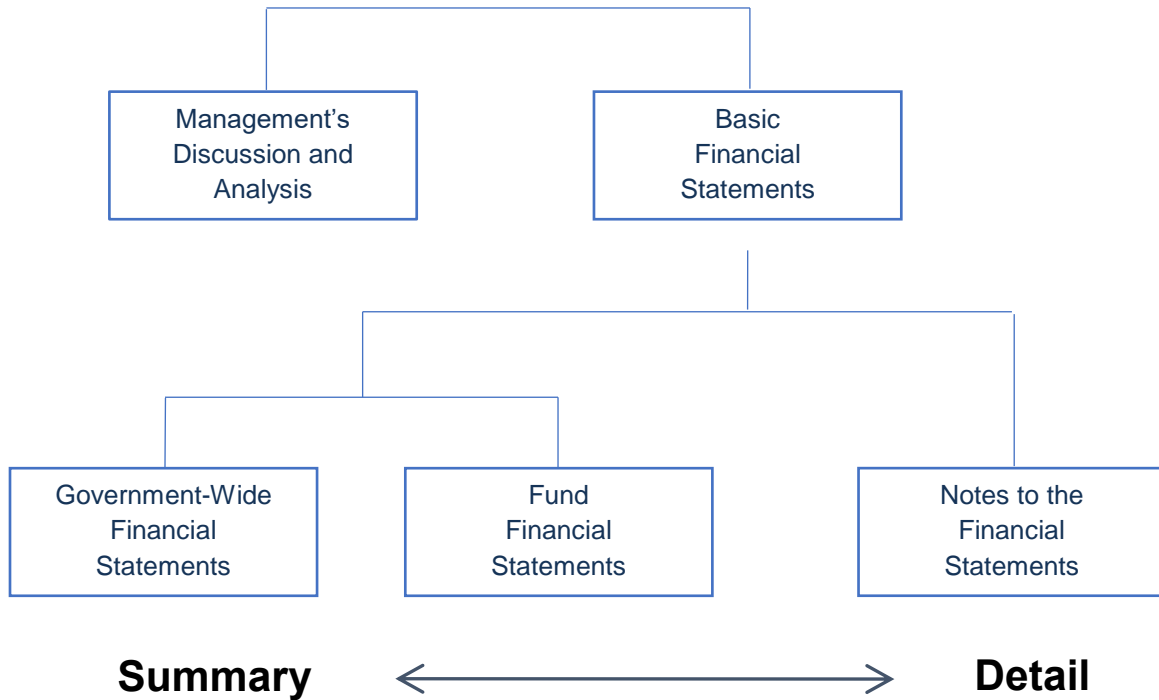 Management’s
Discussion and
Analysis
Basic
Financial
Statements
Government-Wide
Financial
Statements
Fund
Financial
Statements
Notes to the
Financial
Statements
Summary
Detail